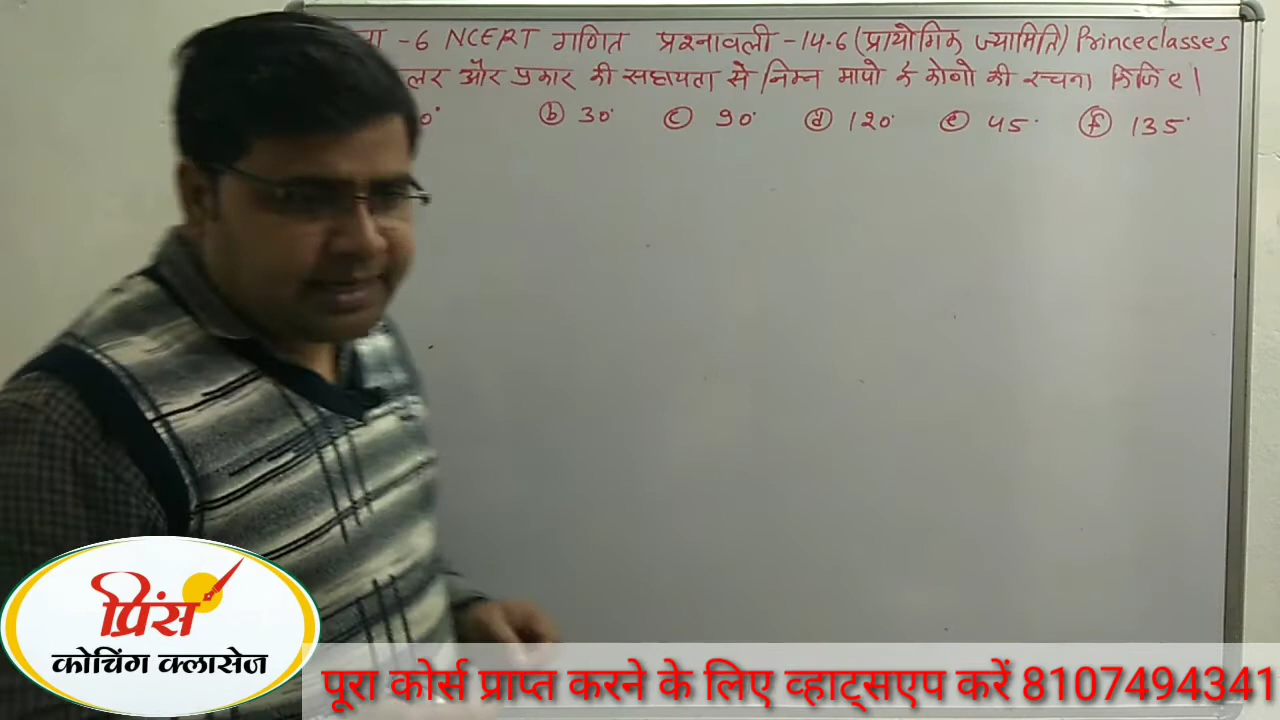 -6 NCERT गणित प्रश्नावली -14.6 (प्रायोगिक ज्यामिति) Princeclasses
और प्रकार की सहायता से निम्न मापो के कोणो की रचना किजिए।
ⓑ 30° ⓒ 90° ⓓ 120° ⓔ 45° ⓕ 135°
प्रिंस
कोचिंग क्लासेज
पूरा कोर्स प्राप्त करने के लिए व्हाट्सएप करें 8107494341